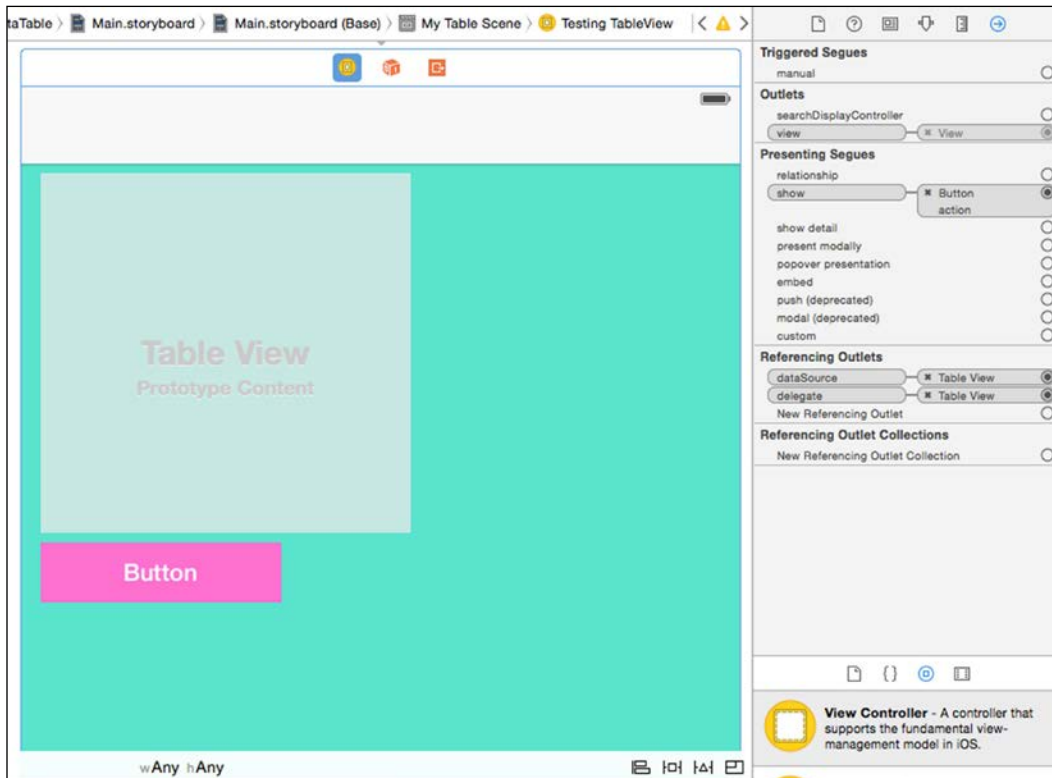 taTable Main.storyboard Main.storyboard (Base) My Table Scene Testing TableView
Table View
Prototype Content
Button
wAny hAny
Triggered Segues
manual
Outlets
searchDisplayController
view View
Presenting Segues
relationship
show Button
action
show detail
present modally
popover presentation
embed
push (deprecated)
modal (deprecated)
custom
Referencing Outlets
dataSource Table View
delegate Table View
New Referencing Outlet
Referencing Outlet Collections
New Referencing Outlet Collection
View Controller - A controller that
supports the fundamental view-
management model in iOS.